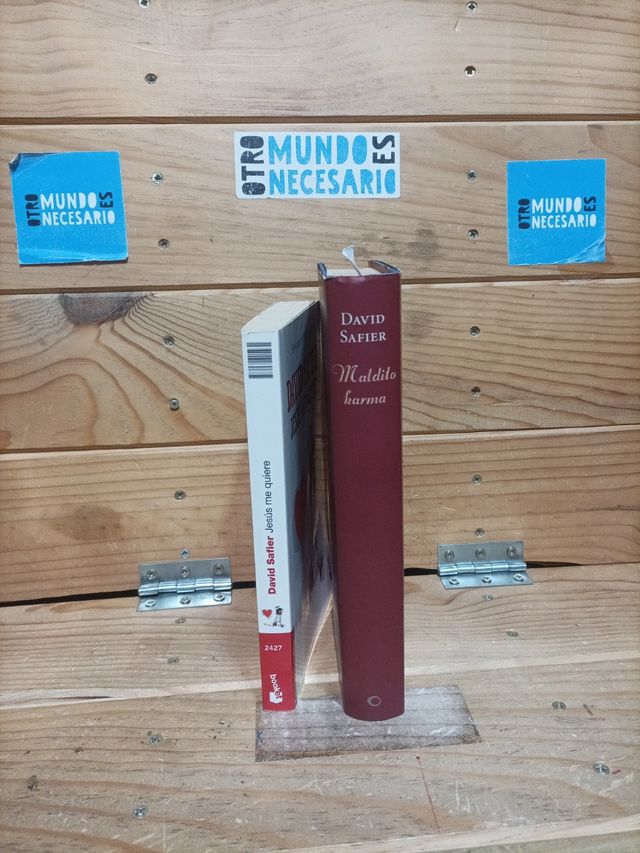 OTRO MUNDO ES NECESARIO
OTRO MUNDO ES NECESARIO
OTRO MUNDO ES NECESARIO
David Safier Jesús me quiere
2427
booket
DAVID
SAFIER
Maldito
karma